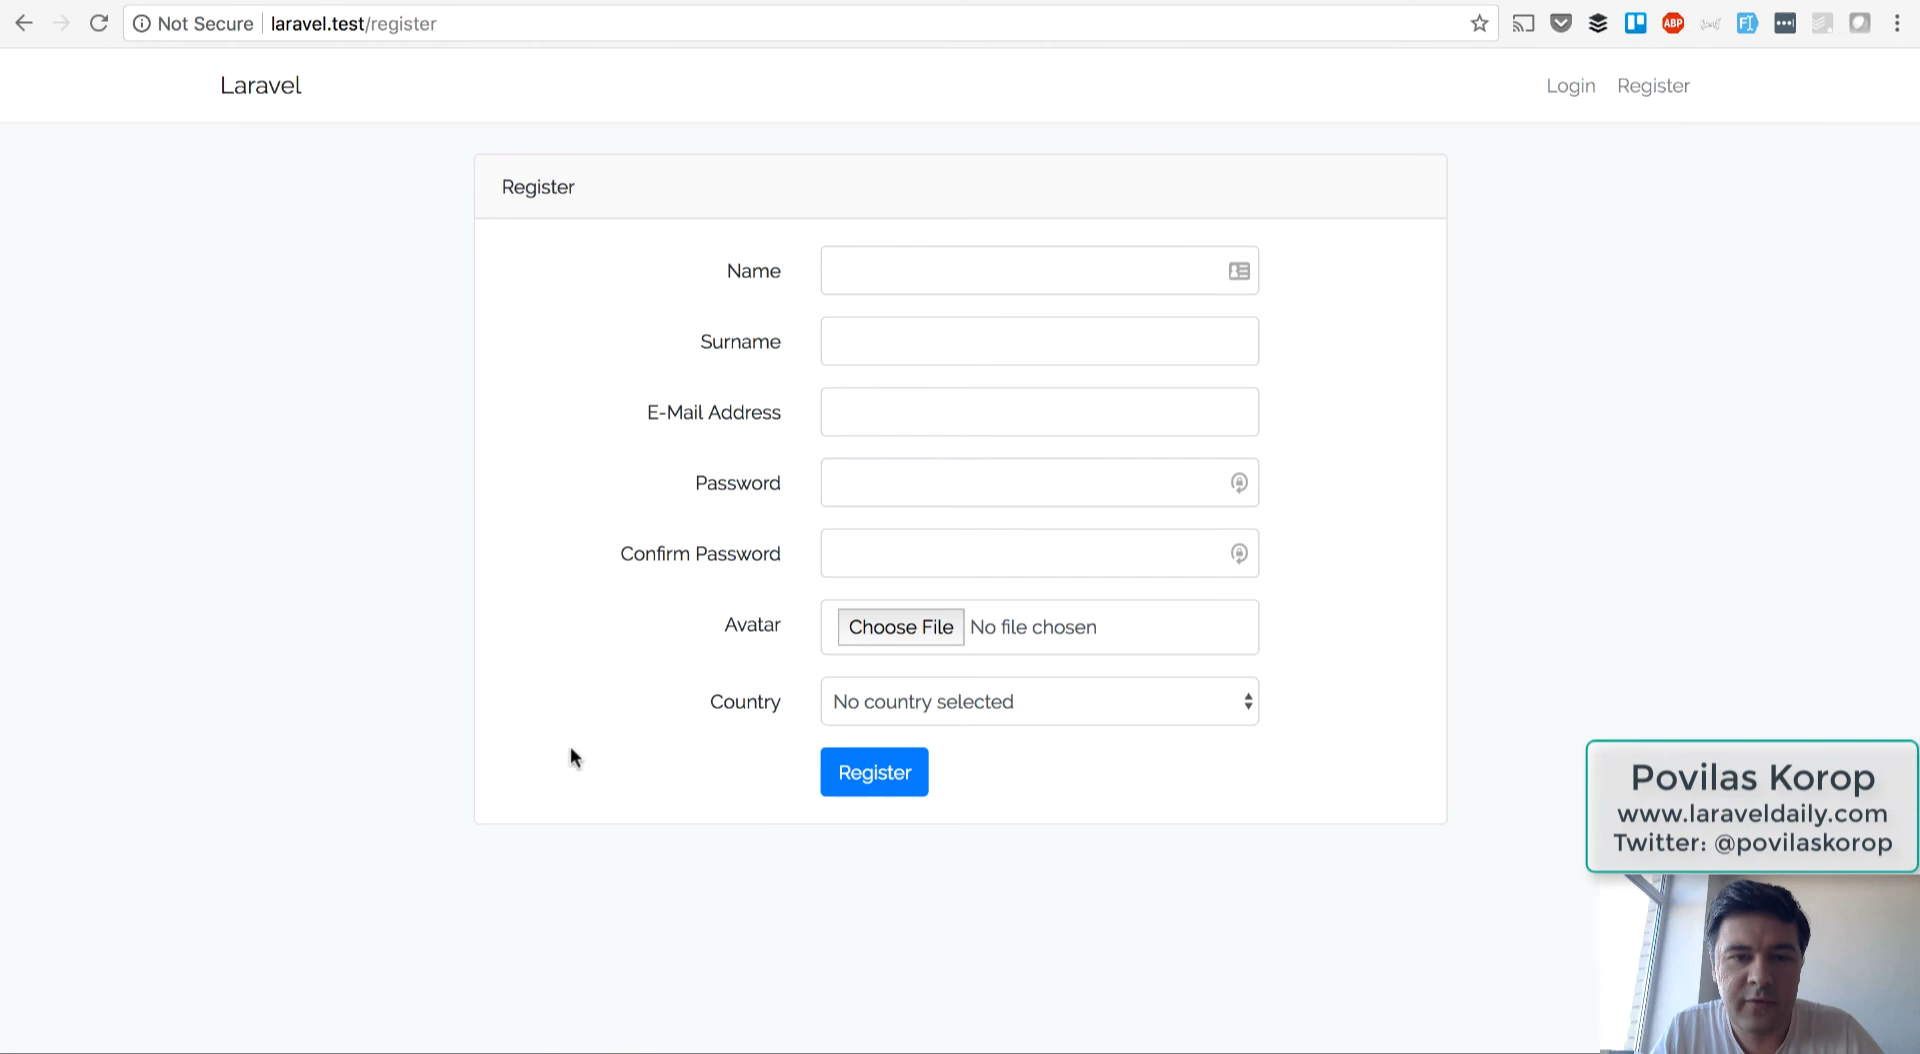 Not Secure laravel.test/register
ABP
Laravel
Login Register
Register
Name
Surname
E-Mail Address
Password
Confirm Password
Avatar
Choose File No file chosen
Country
No country selected
Register
Povilas Korop
www.laraveldaily.com
Twitter: @povilaskorop